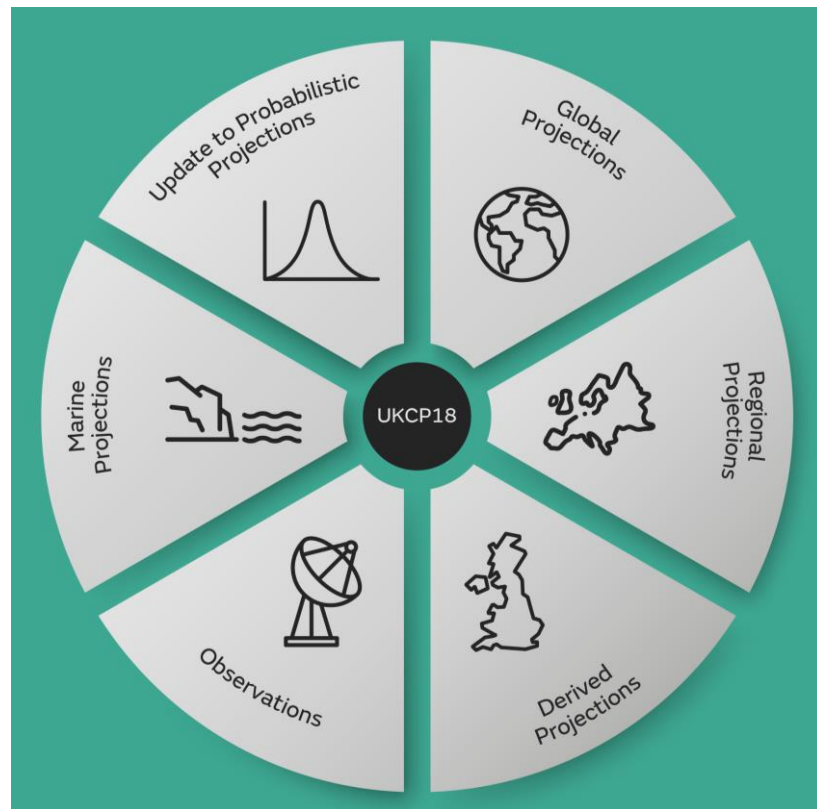 Update to Probabilistic
Projections
Global
Projections
Marine
Projections
UKCP18
Regional
Projections
Observations
Derived
Projections